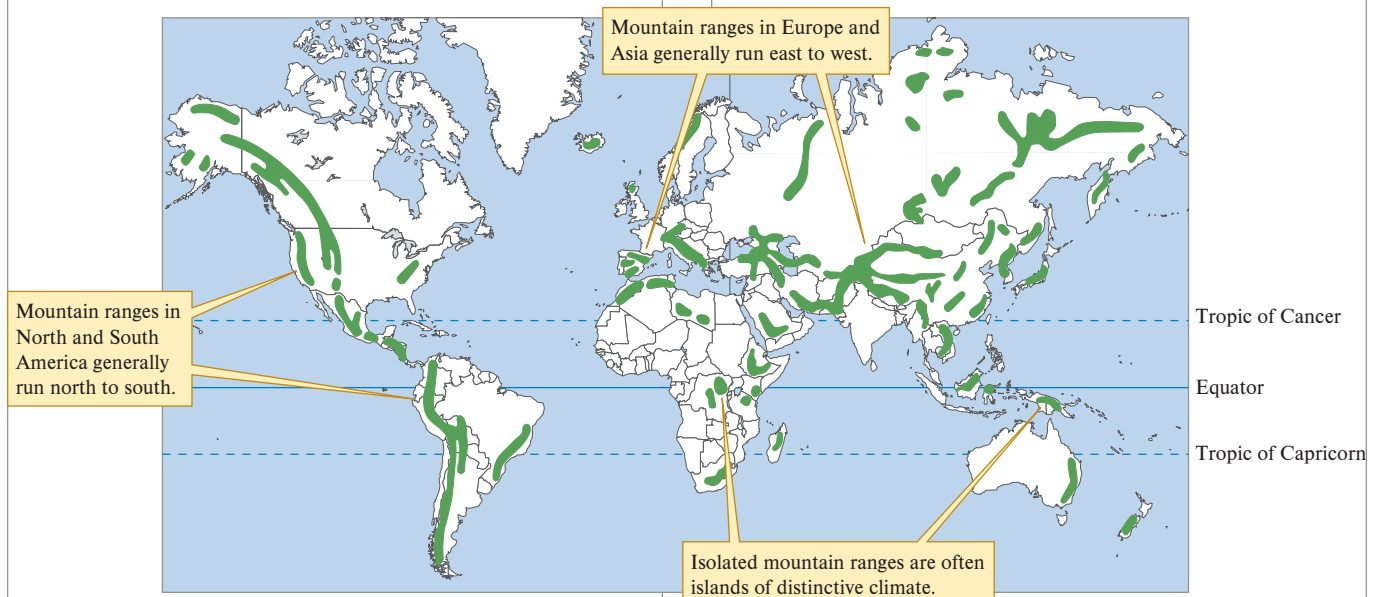 Mountain ranges in Europe and
Asia generally run east to west.
Mountain ranges in
North and South
America generally
run north to south.
Tropic of Cancer
Equator
Tropic of Capricorn
Isolated mountain ranges are often
islands of distinctive climate.